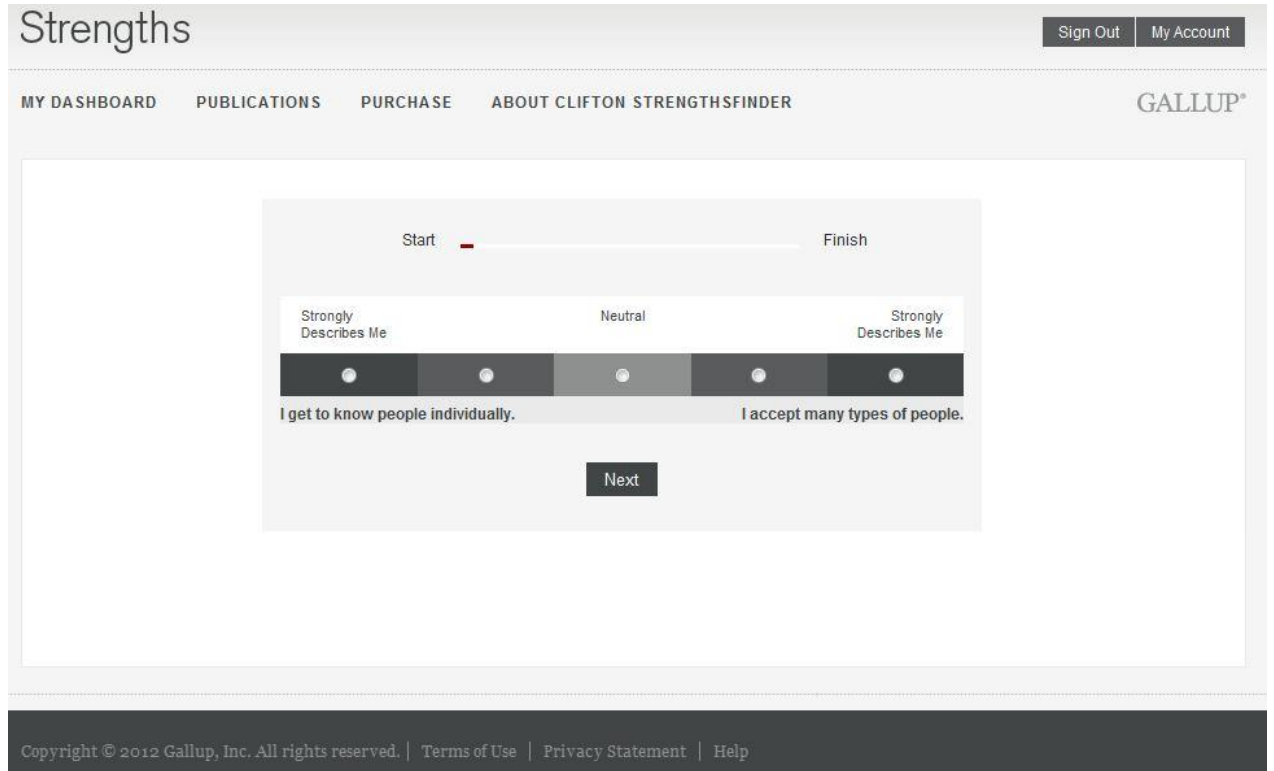 Strengths
Sign Out My Account
MY DASHBOARD PUBLICATIONS PURCHASE ABOUT CLIFTON STRENGTHSFINDER GALLUP®
Start Finish
Strongly Neutral Strongly
Describes Me Describes Me
I get to know people individually. I accept many types of people.
Next
Copyright © 2012 Gallup, Inc. All rights reserved. | Terms of Use | Privacy Statement | Help